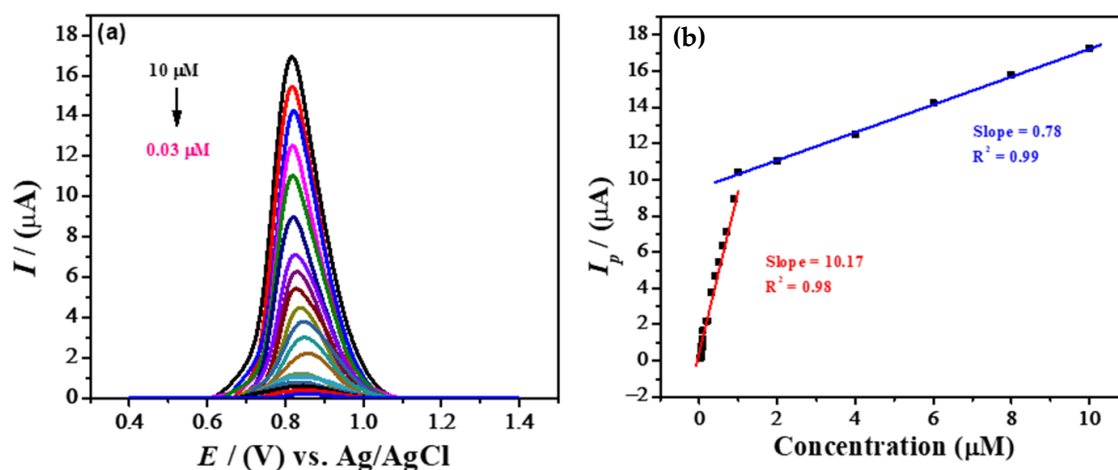 (a)
18
16
14
12
10
8
6
4
2
0
I / (μA)
10 μM
0.03 μM
0.4 0.6 0.8 1.0 1.2 1.4
E / (V) vs. Ag/AgCl
(b)
18
16
14
12
10
8
6
4
2
0
−2
Ip / (μA)
Slope = 0.78
R² = 0.99
Slope = 10.17
R² = 0.98
0 2 4 6 8 10
Concentration (μM)